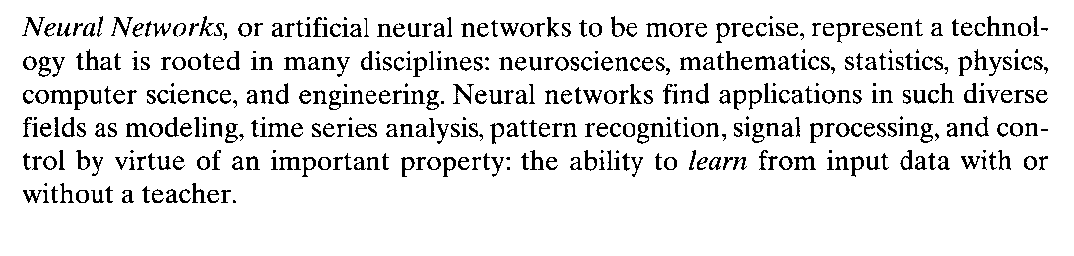 Neural Networks, or artificial neural networks to be more precise, represent a technol-
ogy that is rooted in many disciplines: neurosciences, mathematics, statistics, physics,
computer science, and engineering. Neural networks find applications in such diverse
fields as modeling, time series analysis, pattern recognition, signal processing, and con-
trol by virtue of an important property: the ability to learn from input data with or
without a teacher.